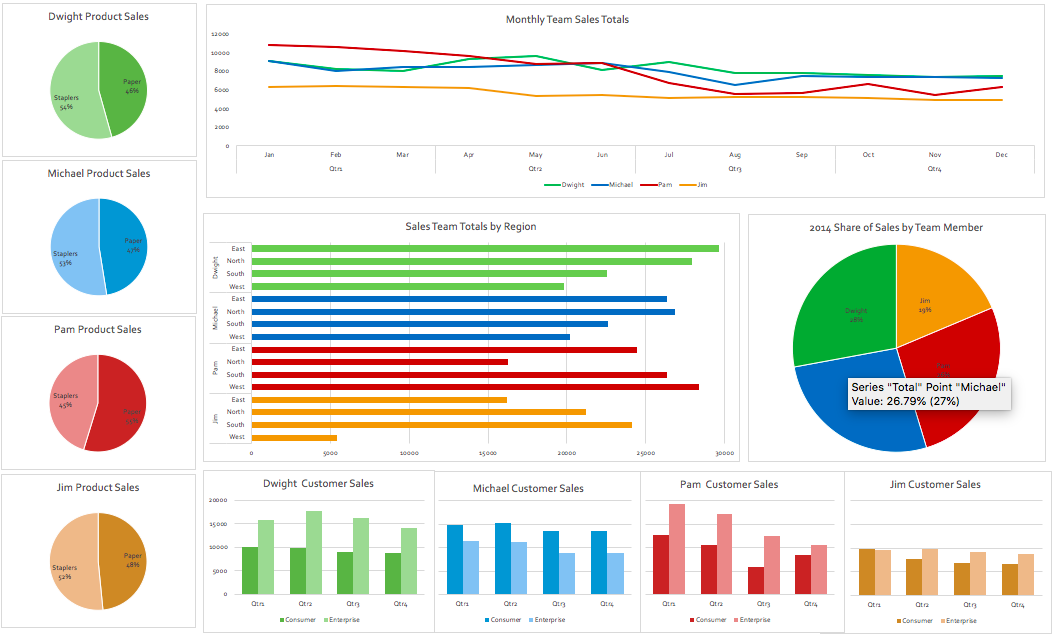 Dwight Product Sales
Paper
46%
Staplers
54%
Michael Product Sales
Paper
47%
Staplers
53%
Pam Product Sales
Staplers
45%
Paper
Jim Product Sales
Paper
48%
Staplers
52%
Monthly Team Sales Totals
12000
10000
8000
6000
4000
2000
0
Jan Feb Mar Apr May Jun Jul Aug Sep Oct Nov Dec
Qtr1 Qtr2 Qtr3 Qtr4
Dwight Michael Pam Jim
Sales Team Totals by Region
Dwight
East
North
South
West
Michael
East
North
South
West
Pam
East
North
South
West
Jim
East
North
South
West
0 5000 10000 15000 20000 25000 30000
2014 Share of Sales by Team Member
Jim
19%
Dwight
28%
Series "Total" Point "Michael"
Value: 26.79% (27%)
Dwight Customer Sales
20000
15000
10000
5000
0
Qtr1 Qtr2 Qtr3 Qtr4
Consumer Enterprise
Michael Customer Sales
Qtr1 Qtr2 Qtr3 Qtr4
Consumer Enterprise
Pam Customer Sales
Qtr1 Qtr2 Qtr3 Qtr4
Consumer Enterprise
Jim Customer Sales
Qtr1 Qtr2 Qtr3 Qtr4
Consumer Enterprise